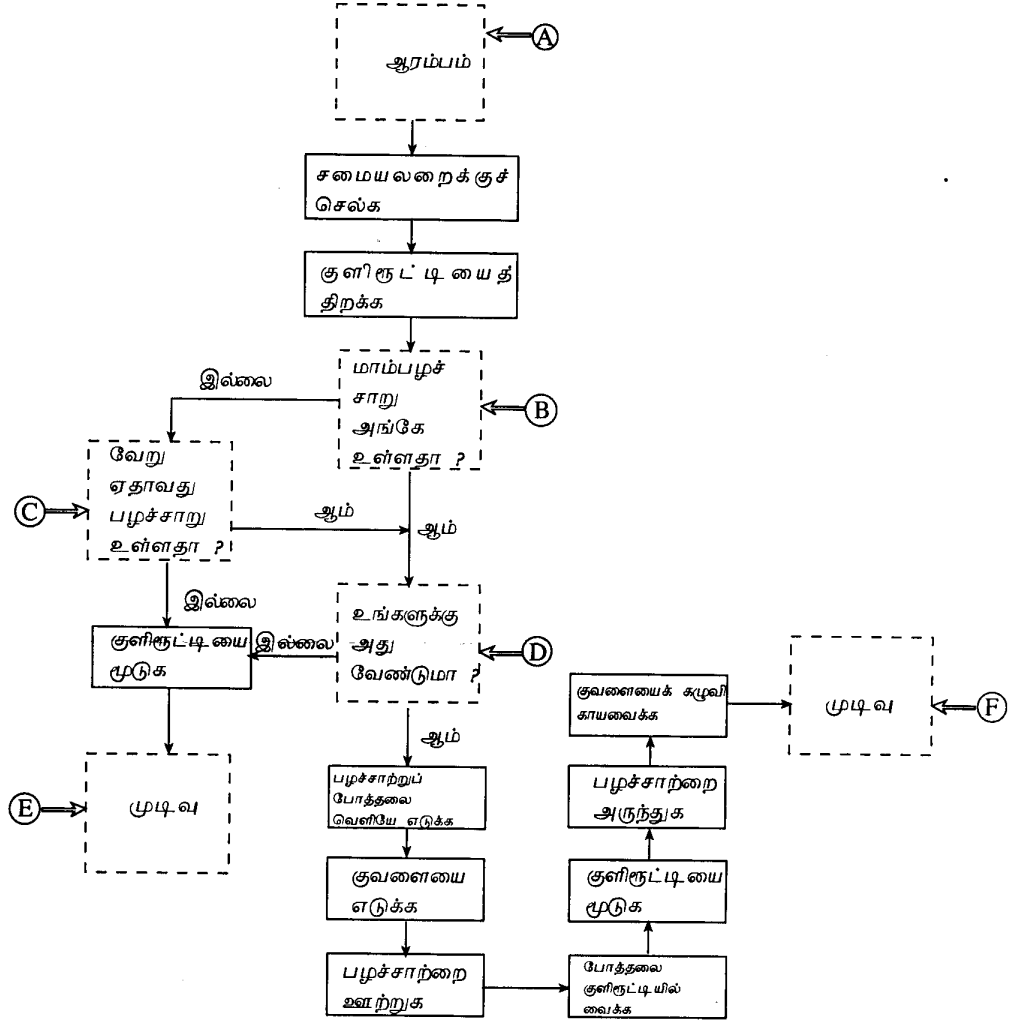 A
ஆரம்பம்
சமையலறைக்குச்
செல்க
குளிரூட்டியைத்
திறக்க
இல்லை
மாம்பழச்
சாறு
அங்கே
உள்ளதா ?
B
வேறு
ஏதாவது
பழச்சாறு
உள்ளதா ?
C
ஆம்
ஆம்
இல்லை
உங்களுக்கு
அது
வேண்டுமா ?
D
குளிரூட்டியை
மூடுக
இல்லை
குவளையைக் கழுவி
காயவைக்க
முடிவு
F
ஆம்
E
முடிவு
பழச்சாற்றுப்
போத்தலை
வெளியே எடுக்க
பழச்சாற்றை
அருந்துக
குவளையை
எடுக்க
குளிரூட்டியை
மூடுக
பழச்சாற்றை
ஊற்றுக
போத்தலை
குளிரூட்டியில்
வைக்க